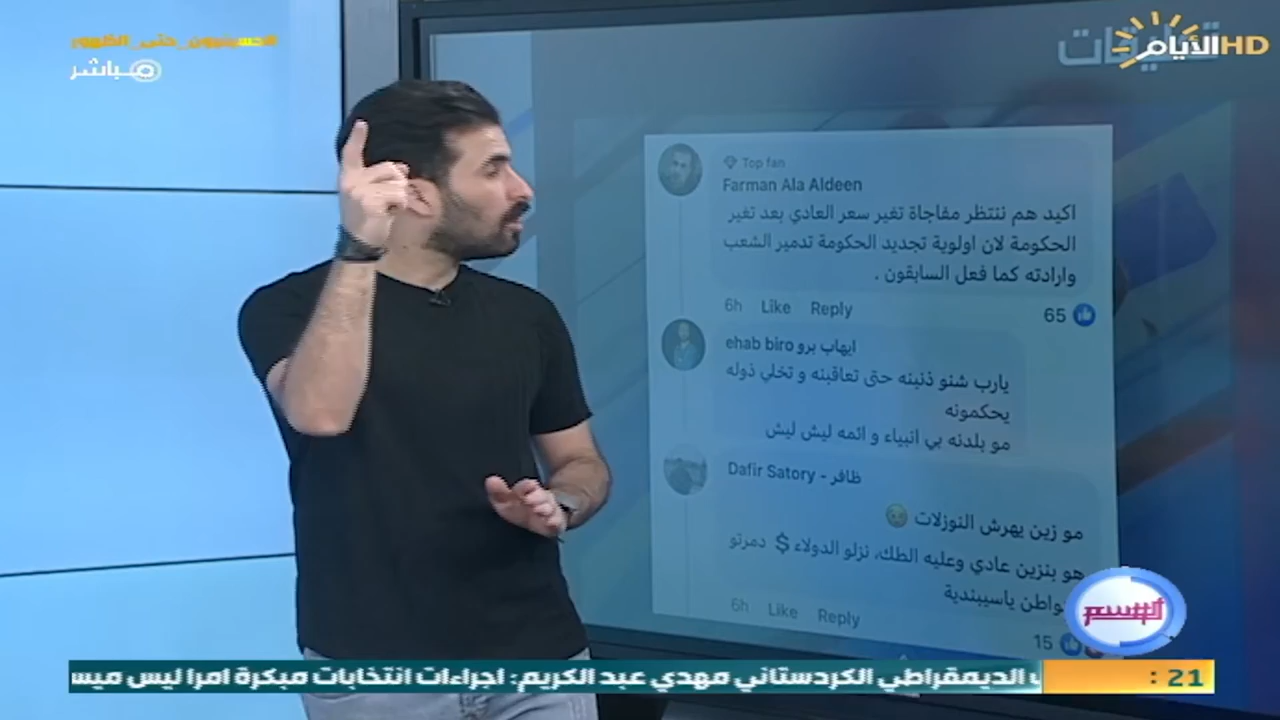 #حسينيون_حتى_الظهور
مباشر
تعليقات
الأيام HD
Top fan
Farman Ala Aldeen
اكيد هم ننتظر مفاجاة تغير سعر العادي بعد تغير
الحكومة لان اولوية تجديد الحكومة تدمير الشعب
وارادته كما فعل السابقون .
6h Like Reply
65
ehab biro ايهاب برو
يارب شنو ذنبنه حتى تعاقبنه و تخلي ذوله
يحكمونه
مو بلدنه بي انبياء و ائمه ليش ليش
Dafir Satory - ظافر
مو زين يهرش النوزلات 🥹
هو بنزين عادي وعليه الطك، نزلو الدولاء $ دمرتو
واطن ياسيبندية
6h Like Reply
15
الديمقراطي الكردستاني مهدي عبد الكريم: اجراءات انتخابات مبكرة امرا ليس ميس
: 21